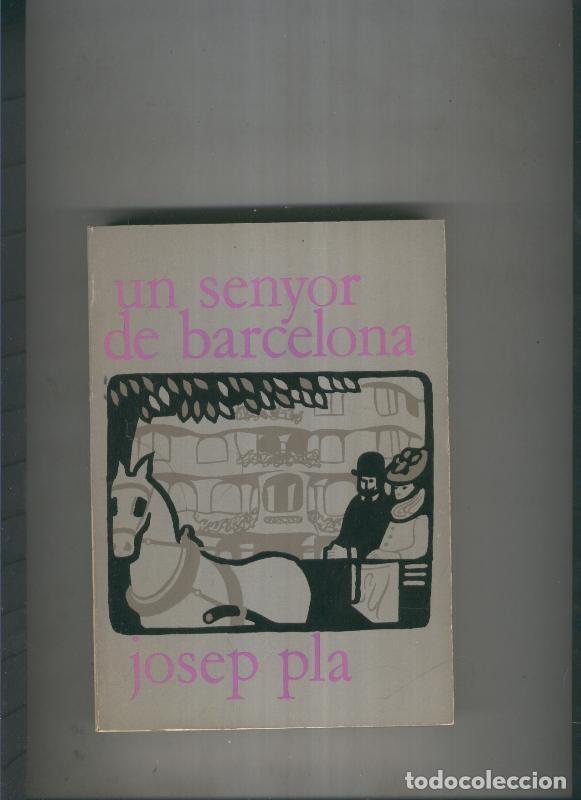 un senyor
de barcelona
josep pla
todocoleccion